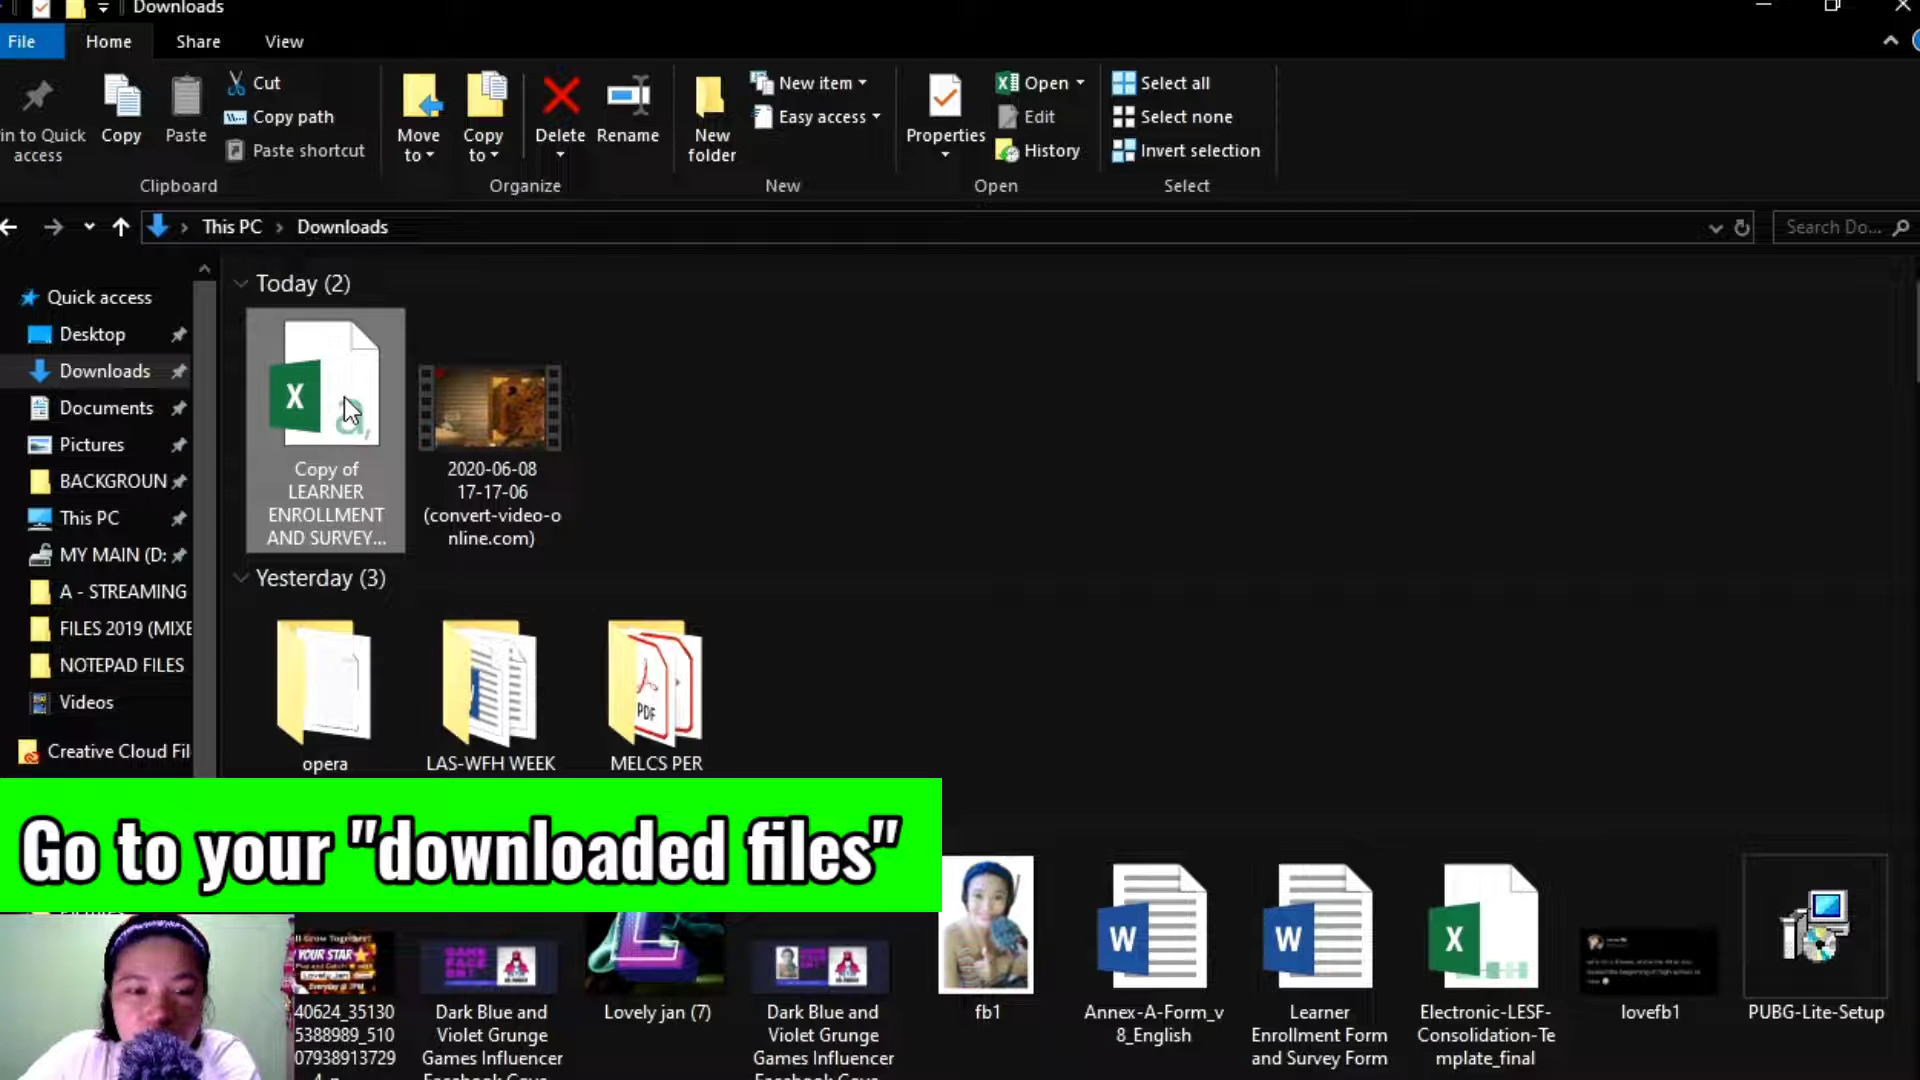 Downloads
File
Home
Share
View
in to Quick
access
Copy
Paste
Cut
Copy path
Paste shortcut
Clipboard
Move
to
Copy
to
Delete
Rename
Organize
New
folder
New item
Easy access
New
Properties
Open
Edit
History
Open
Select all
Select none
Invert selection
Select
This PC
Downloads
Search Do...
Quick access
Desktop
Downloads
Documents
Pictures
BACKGROUN
This PC
MY MAIN (D:
A - STREAMING
FILES 2019 (MIXE
NOTEPAD FILES
Videos
Creative Cloud Fil
Today (2)
Copy of
LEARNER
ENROLLMENT
AND SURVEY...
2020-06-08
17-17-06
(convert-video-o
nline.com)
Yesterday (3)
opera
LAS-WFH WEEK
PDF
MELCS PER
Go to your "downloaded files"
YOUR STAR
40624_35130
5388989_510
07938913729
Dark Blue and
Violet Grunge
Games Influencer
Lovely jan (7)
Dark Blue and
Violet Grunge
Games Influencer
fb1
Annex-A-Form_v
8_English
Learner
Enrollment Form
and Survey Form
Electronic-LESF-
Consolidation-Te
mplate_final
lovefb1
PUBG-Lite-Setup